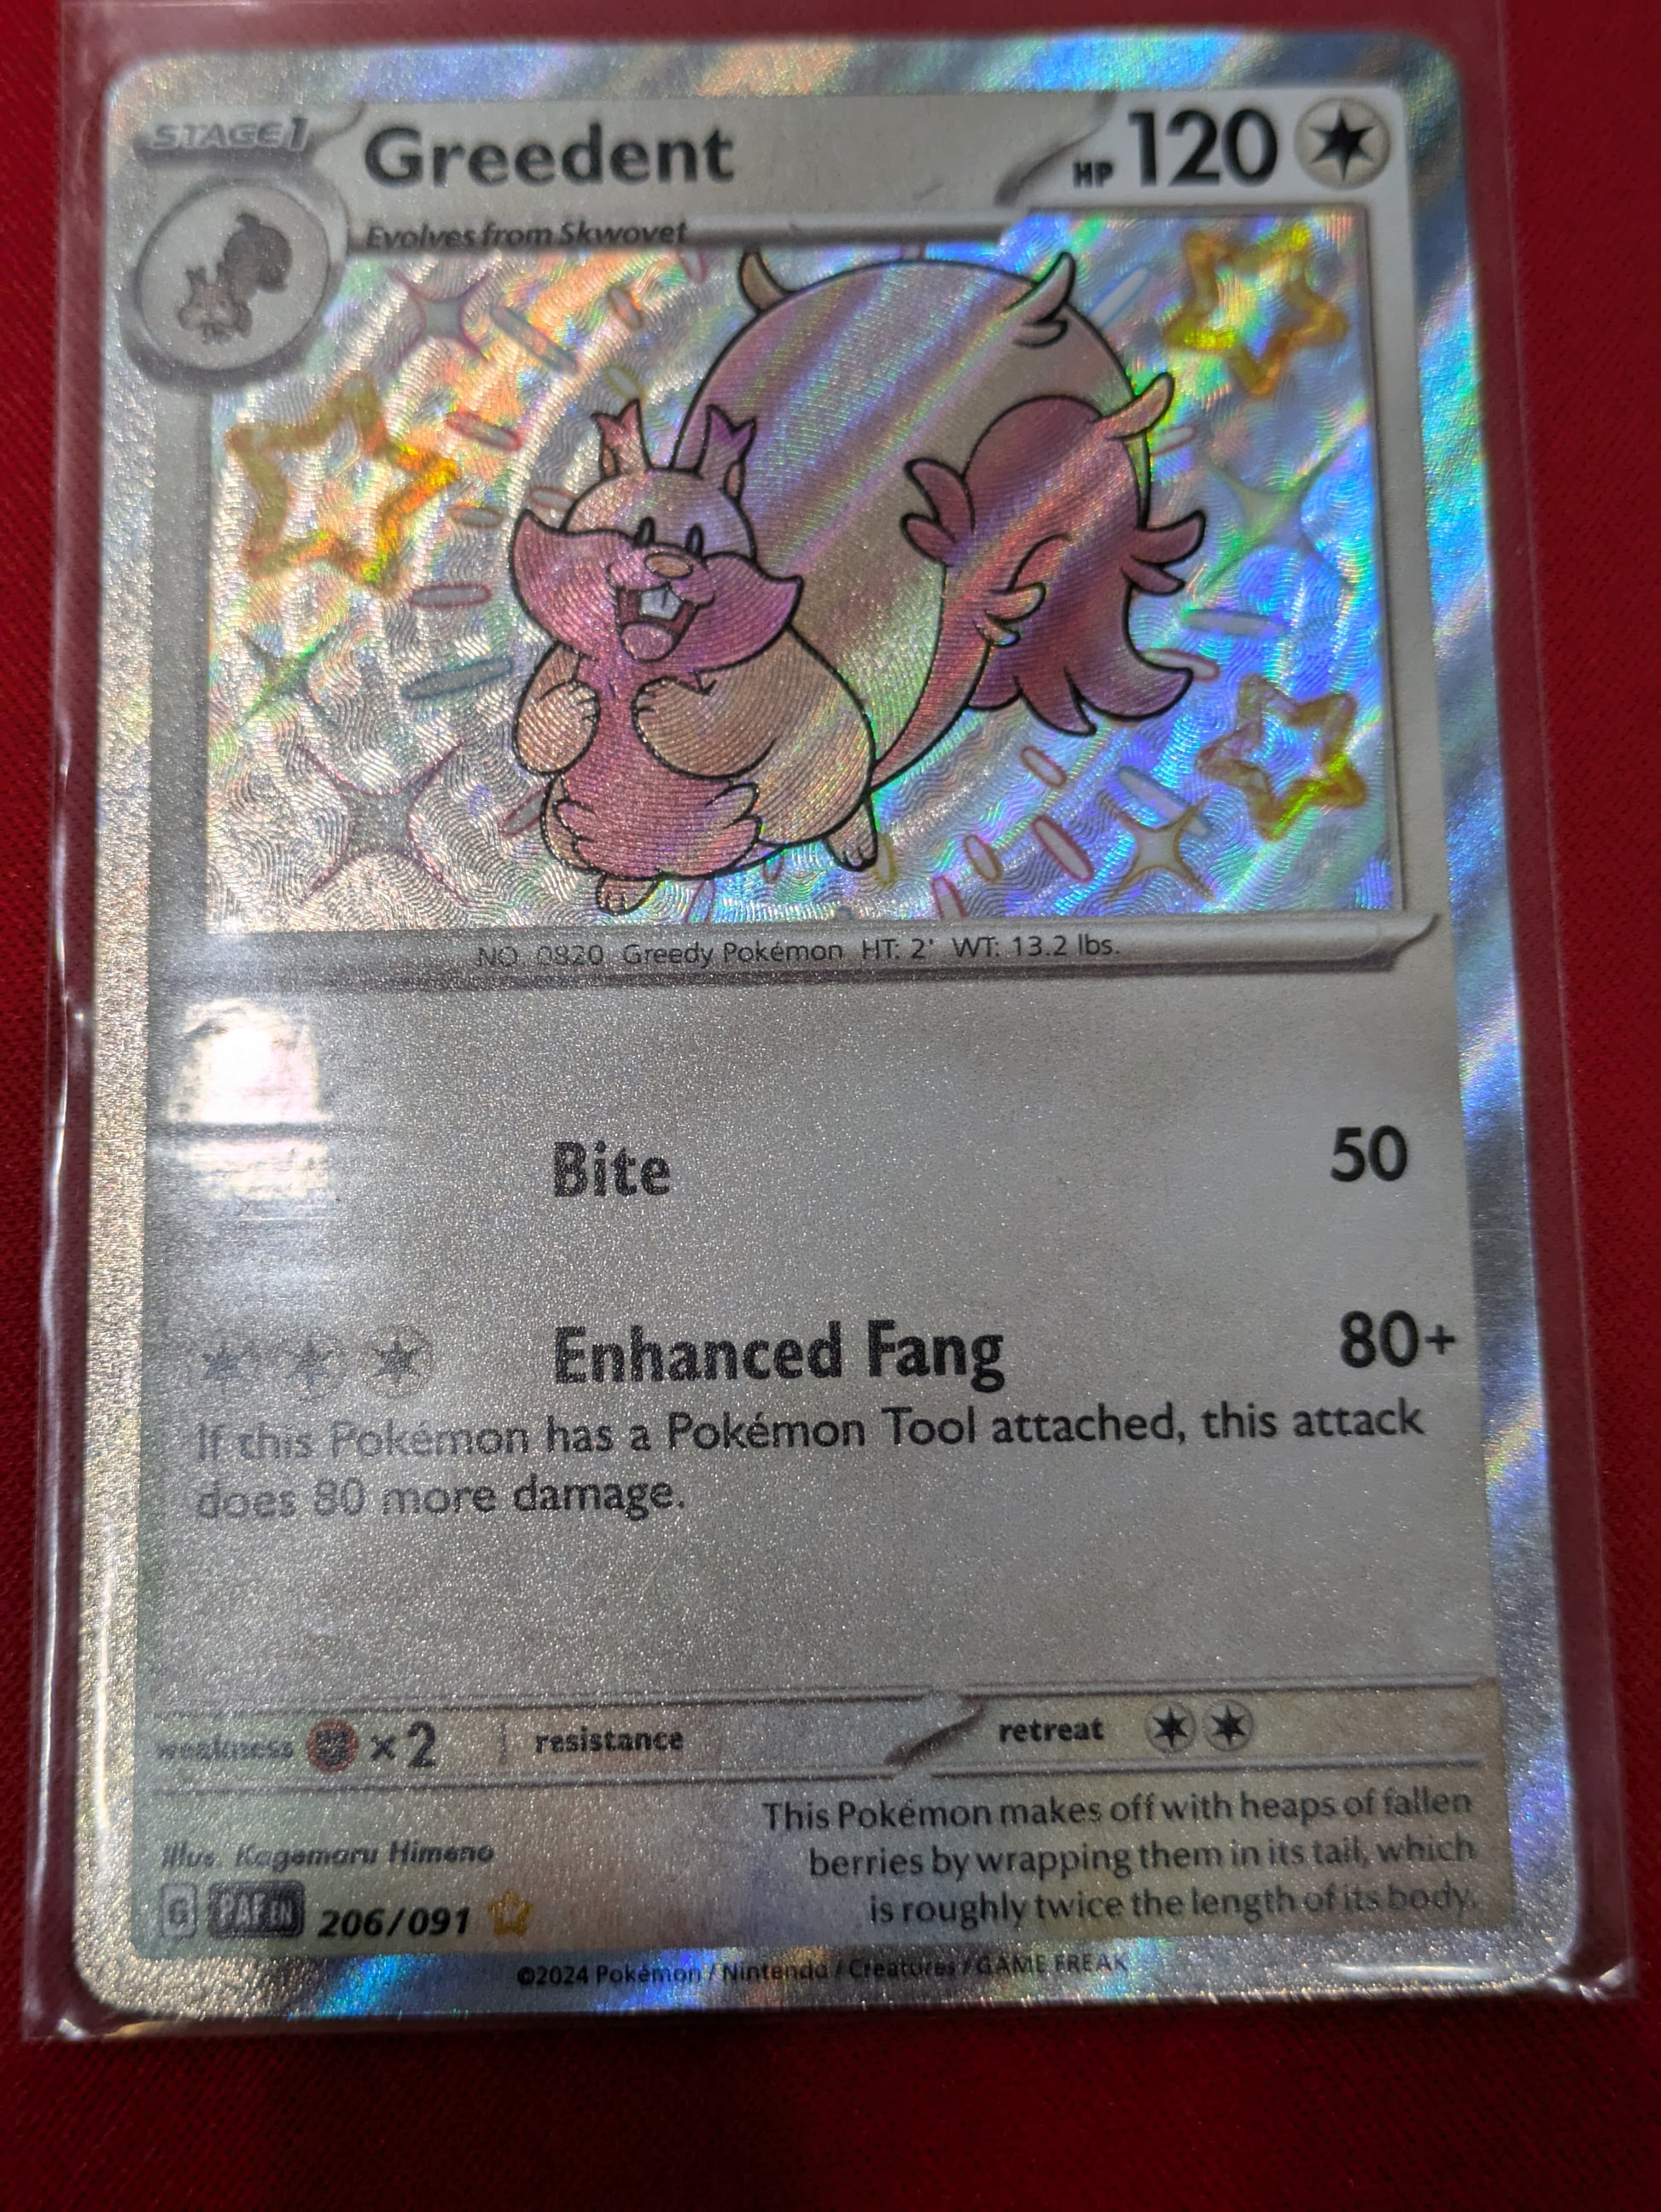 STAGE 1
Greedent
HP 120
Evolves from Skwovet
NO. 0820 Greedy Pokémon HT: 2' WT: 13.2 lbs.
Bite 50
Enhanced Fang 80+
If this Pokémon has a Pokémon Tool attached, this attack
does 80 more damage.
weakness ×2 resistance retreat
This Pokémon makes off with heaps of fallen
berries by wrapping them in its tail, which
is roughly twice the length of its body.
Illus. Kagemaru Himeno
G PAF EN 206/091
©2024 Pokémon / Nintendo / Creatures / GAME FREAK